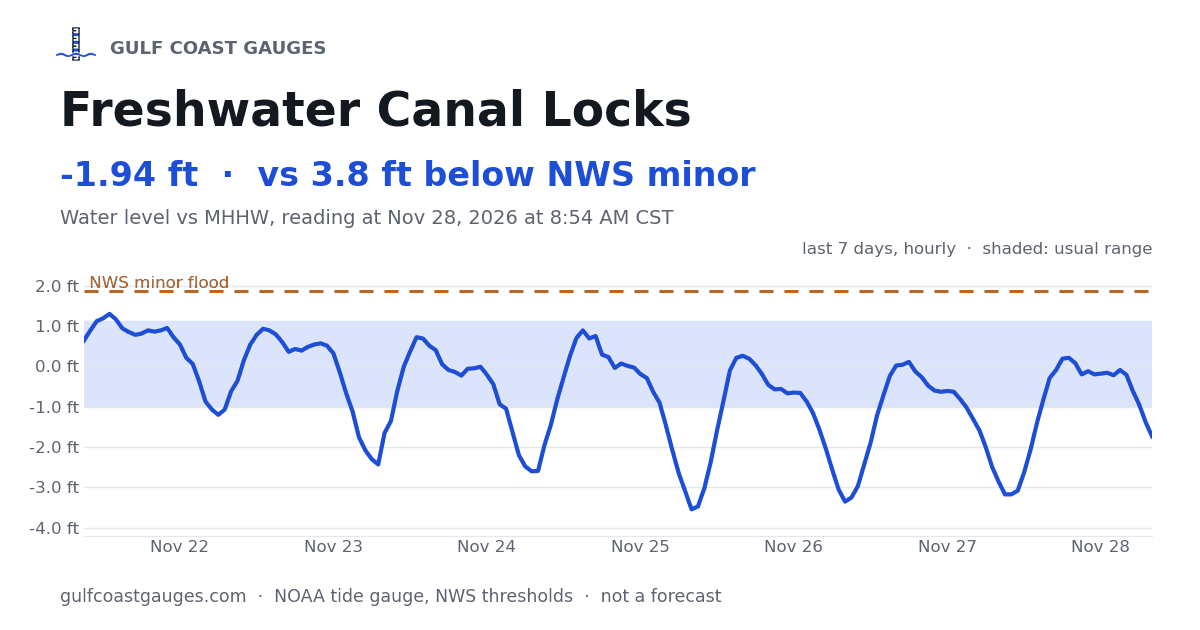 GULF COAST GAUGES
Freshwater Canal Locks
-1.94 ft · vs 3.8 ft below NWS minor
Water level vs MHHW, reading at Nov 28, 2026 at 8:54 AM CST
last 7 days, hourly · shaded: usual range
NWS minor flood
2.0 ft
1.0 ft
0.0 ft
-1.0 ft
-2.0 ft
-3.0 ft
-4.0 ft
Nov 22 Nov 23 Nov 24 Nov 25 Nov 26 Nov 27 Nov 28
gulfcoastgauges.com · NOAA tide gauge, NWS thresholds · not a forecast